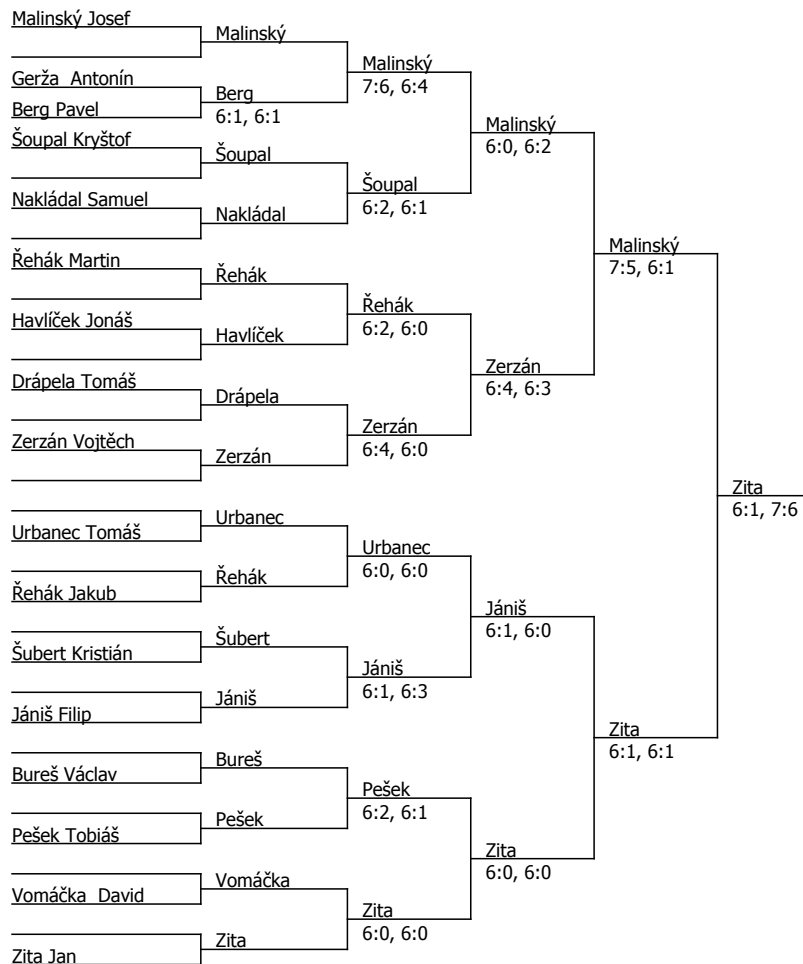 Malinský Josef
Malinský
Malinský
7:6, 6:4
Gerža  Antonín
Berg
6:1, 6:1
Berg Pavel
Malinský
6:0, 6:2
Šoupal Kryštof
Šoupal
Šoupal
6:2, 6:1
Nakládal Samuel
Nakládal
Malinský
7:5, 6:1
Řehák Martin
Řehák
Řehák
6:2, 6:0
Havlíček Jonáš
Havlíček
Zerzán
6:4, 6:3
Drápela Tomáš
Drápela
Zerzán
6:4, 6:0
Zerzán Vojtěch
Zerzán
Zita
6:1, 7:6
Urbanec Tomáš
Urbanec
Urbanec
6:0, 6:0
Řehák
Řehák Jakub
Jániš
6:1, 6:0
Šubert
Šubert Kristián
Jániš
6:1, 6:3
Jániš
Jániš Filip
Zita
6:1, 6:1
Bureš
Bureš Václav
Pešek
6:2, 6:1
Pešek
Pešek Tobiáš
Zita
6:0, 6:0
Vomáčka
Vomáčka  David
Zita
6:0, 6:0
Zita
Zita Jan